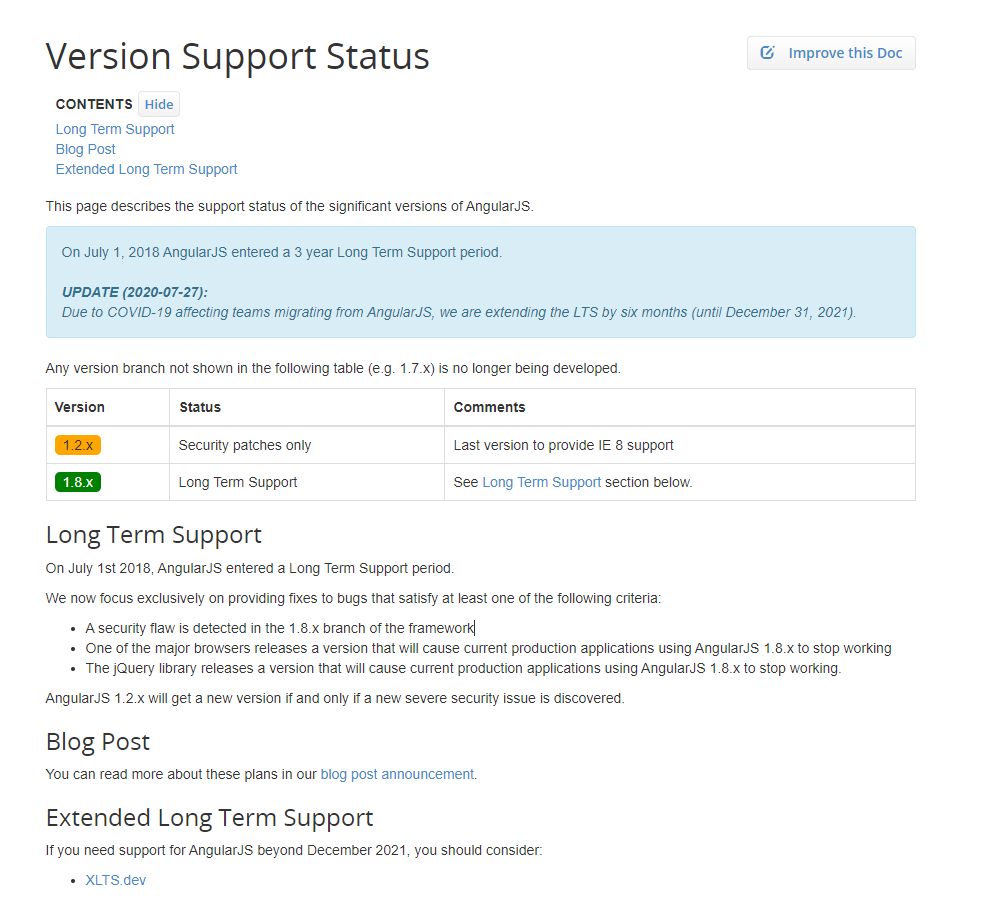 Version Support Status
Improve this Doc
CONTENTS Hide
Long Term Support
Blog Post
Extended Long Term Support
This page describes the support status of the significant versions of AngularJS.
On July 1, 2018 AngularJS entered a 3 year Long Term Support period.
UPDATE (2020-07-27):
Due to COVID-19 affecting teams migrating from AngularJS, we are extending the LTS by six months (until December 31, 2021).
Any version branch not shown in the following table (e.g. 1.7.x) is no longer being developed.
Version Status Comments
1.2.x Security patches only Last version to provide IE 8 support
1.8.x Long Term Support See Long Term Support section below.
Long Term Support
On July 1st 2018, AngularJS entered a Long Term Support period.
We now focus exclusively on providing fixes to bugs that satisfy at least one of the following criteria:
• A security flaw is detected in the 1.8.x branch of the framework
• One of the major browsers releases a version that will cause current production applications using AngularJS 1.8.x to stop working
• The jQuery library releases a version that will cause current production applications using AngularJS 1.8.x to stop working.
AngularJS 1.2.x will get a new version if and only if a new severe security issue is discovered.
Blog Post
You can read more about these plans in our blog post announcement.
Extended Long Term Support
If you need support for AngularJS beyond December 2021, you should consider:
• XLTS.dev